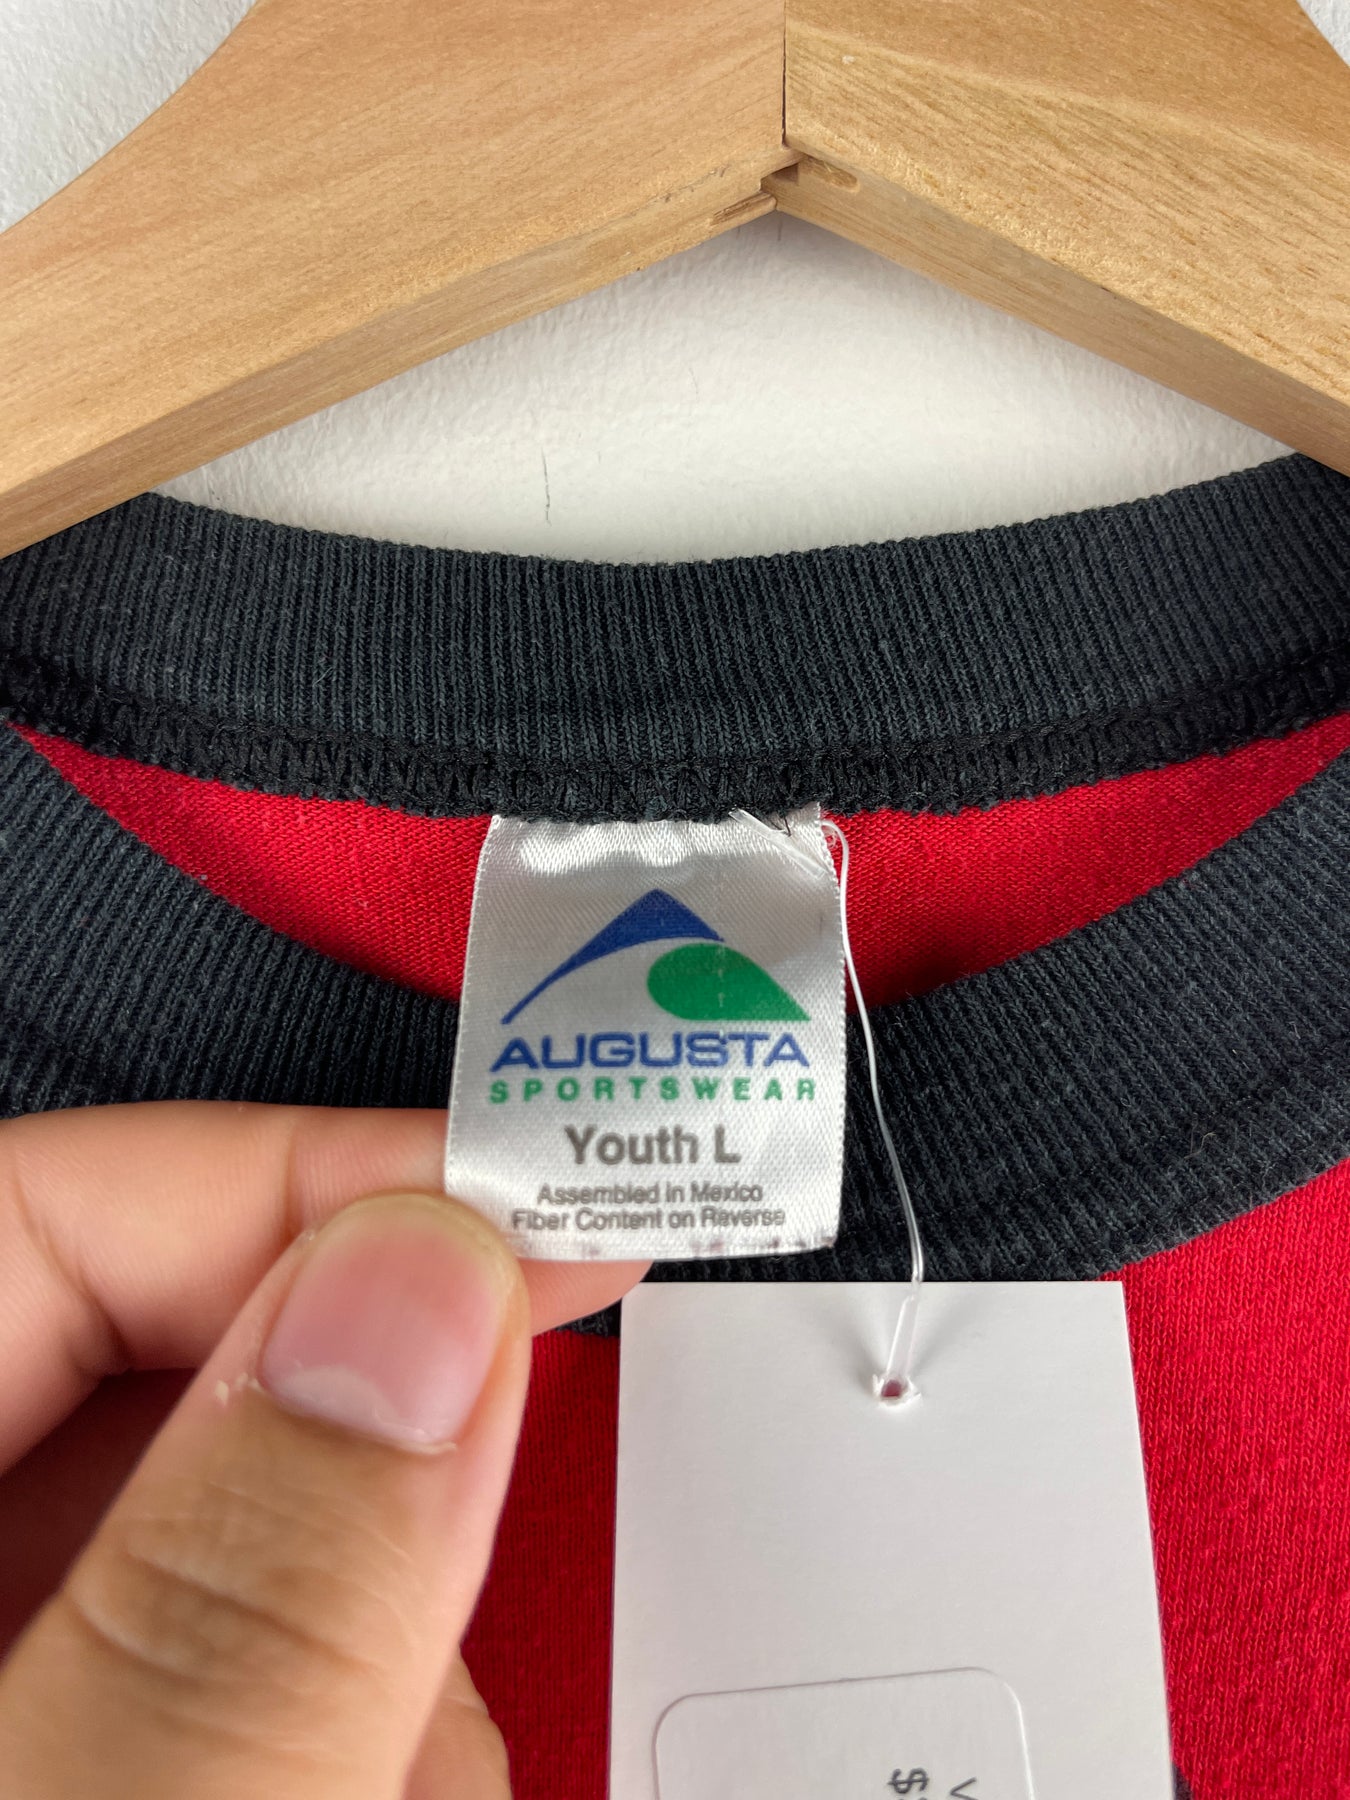 AUGUSTA
SPORTSWEAR
Youth L
Assembled in Mexico
Fiber Content on Reverse
$